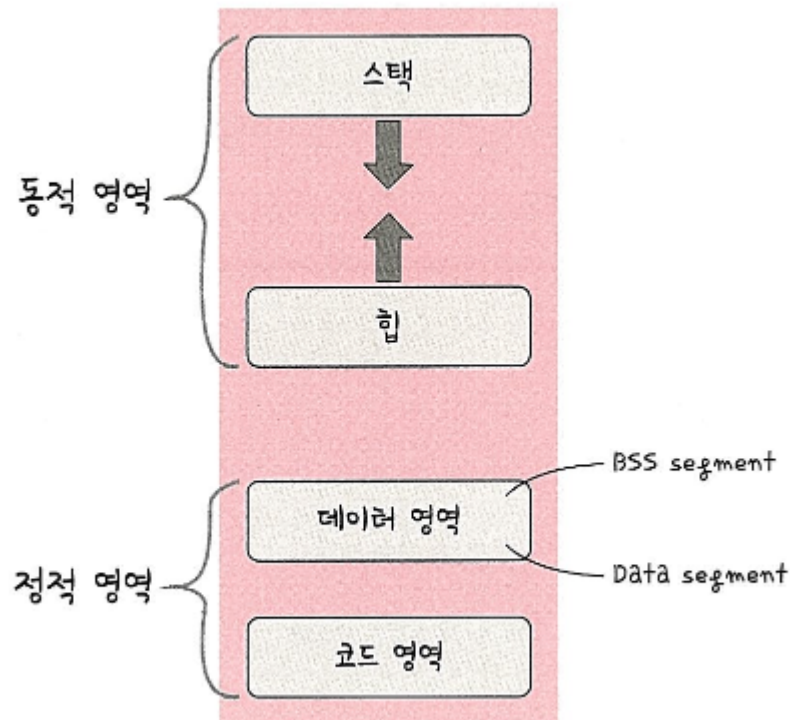 스택
동적 영역
힙
BSS segment
데이터 영역
Data segment
정적 영역
코드 영역